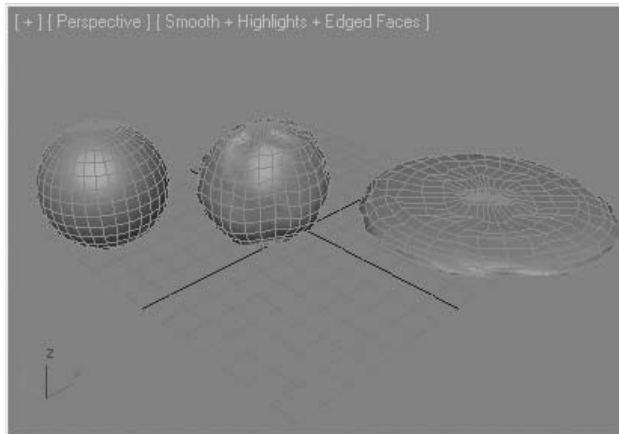 [ + ] [ Perspective ] [ Smooth + Highlights + Edged Faces ]
z